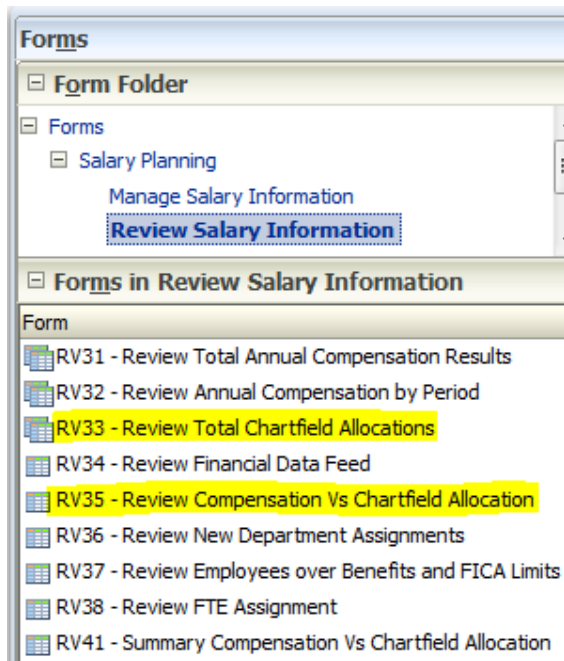 Forms
Form Folder
Forms
Salary Planning
Manage Salary Information
Review Salary Information
Forms in Review Salary Information
Form
RV31 - Review Total Annual Compensation Results
RV32 - Review Annual Compensation by Period
RV33 - Review Total Chartfield Allocations
RV34 - Review Financial Data Feed
RV35 - Review Compensation Vs Chartfield Allocation
RV36 - Review New Department Assignments
RV37 - Review Employees over Benefits and FICA Limits
RV38 - Review FTE Assignment
RV41 - Summary Compensation Vs Chartfield Allocation